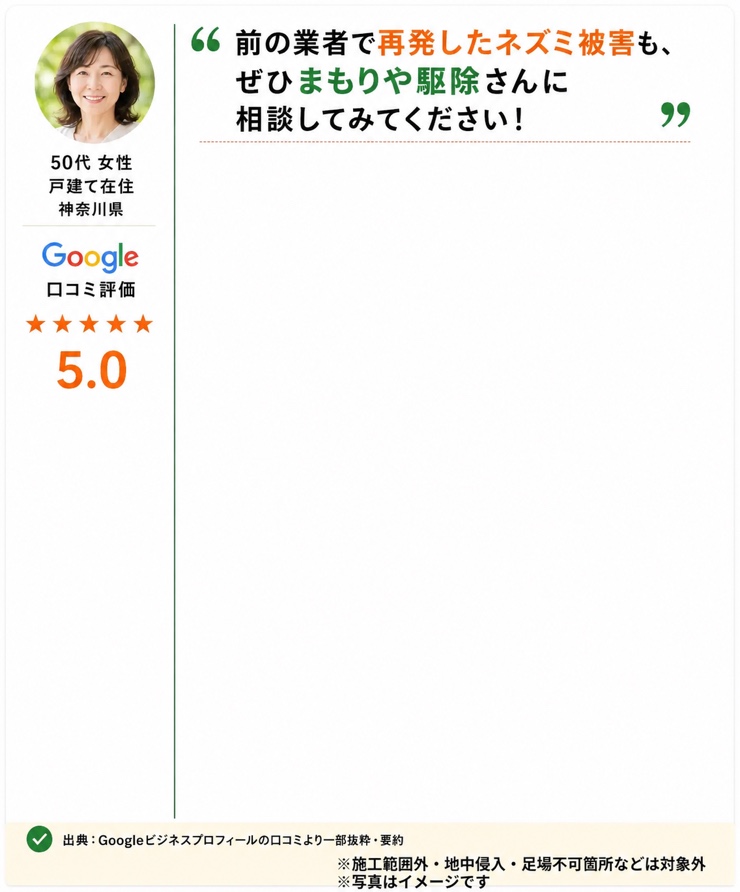 “
前の業者で再発したネズミ被害も、
ぜひまもりや駆除さんに
相談してみてください！
”
50代 女性
戸建て在住
神奈川県
Google
口コミ評価
★★★★★
5.0
出典：Googleビジネスプロフィールの口コミより一部抜粋・要約
※施工範囲外・地中侵入・足場不可箇所などは対象外
※写真はイメージです